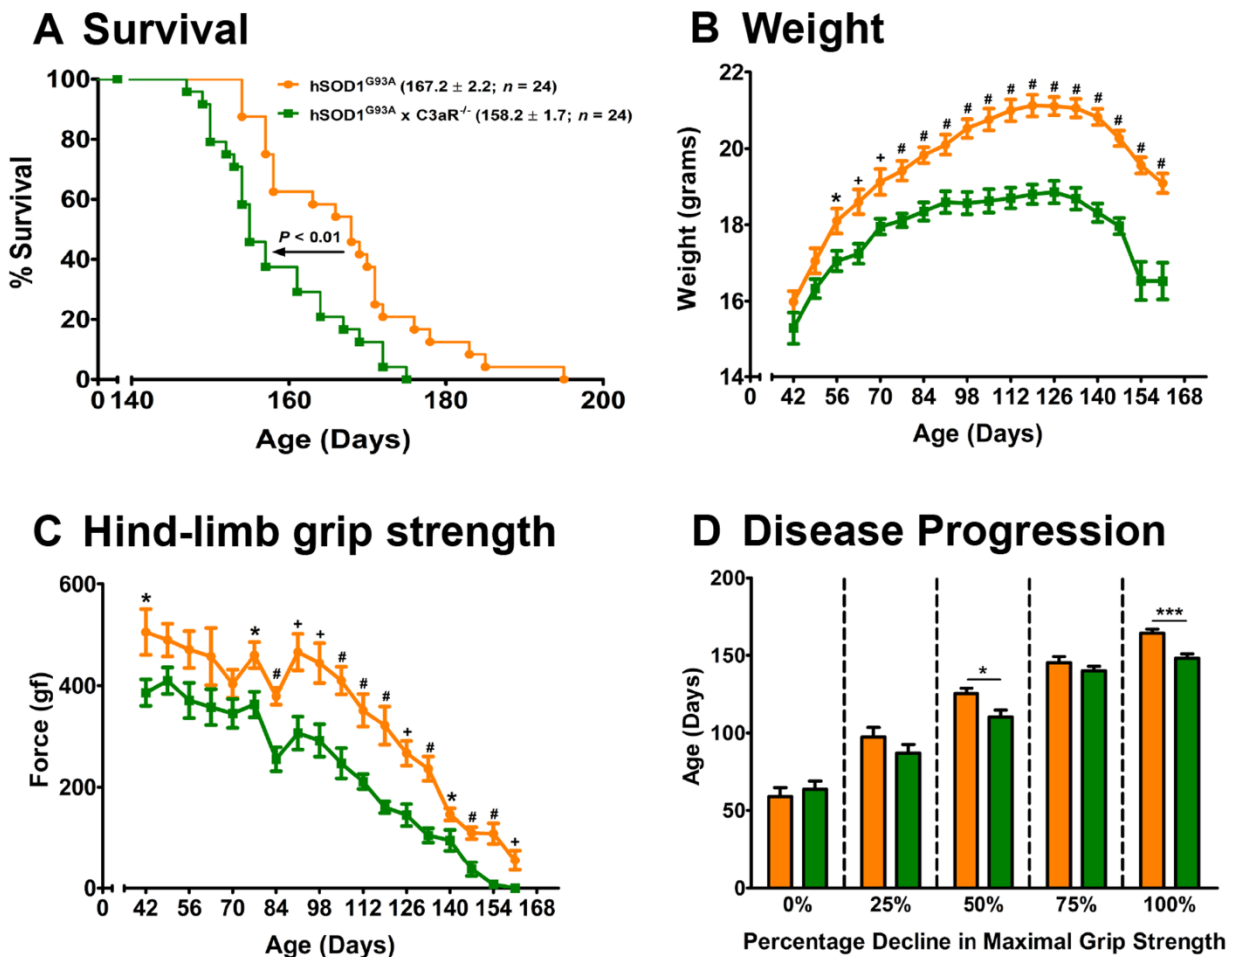 A Survival
100
80
60
40
20
0
% Survival
hSOD1G93A (167.2 ± 2.2; n = 24)
hSOD1G93A x C3aR-/- (158.2 ± 1.7; n = 24)
P < 0.01
0 140 160 180 200
Age (Days)
B Weight
22
20
18
16
14
Weight (grams)
* + + # # # # # # # # # # # # #
0 42 56 70 84 98 112 126 140 154 168
Age (Days)
C Hind-limb grip strength
600
400
200
0
Force (gf)
* * # + + # # # + # * # # +
0 42 56 70 84 98 112 126 140 154 168
Age (Days)
D Disease Progression
200
150
100
50
0
Age (Days)
* ***
0% 25% 50% 75% 100%
Percentage Decline in Maximal Grip Strength